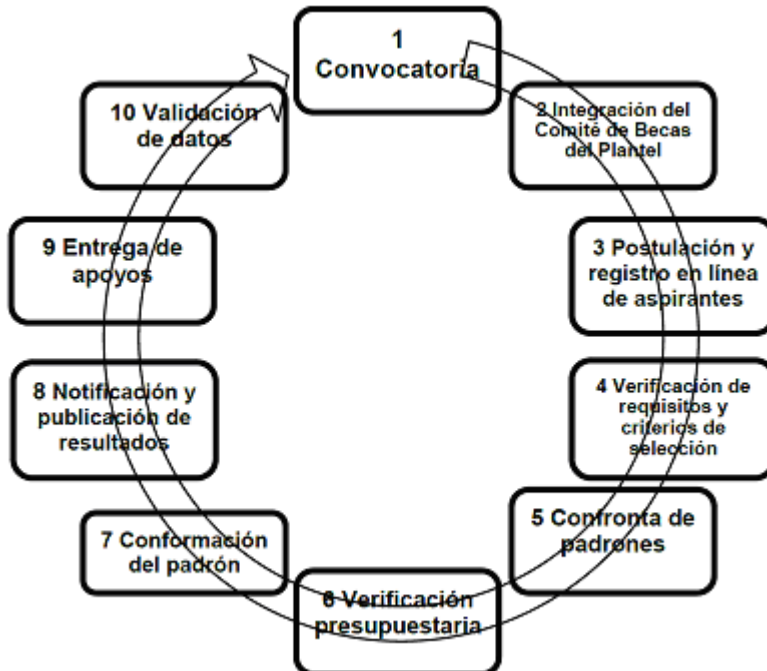 1
Convocatoria
2 Integración del
Comité de Becas
del Plantel
3 Postulación y
registro en línea
de aspirantes
4 Verificación de
requisitos y
criterios de
selección
5 Confronta de
padrones
6 Verificación
presupuestaria
7 Conformación
del padrón
8 Notificación y
publicación de
resultados
9 Entrega de
apoyos
10 Validación
de datos